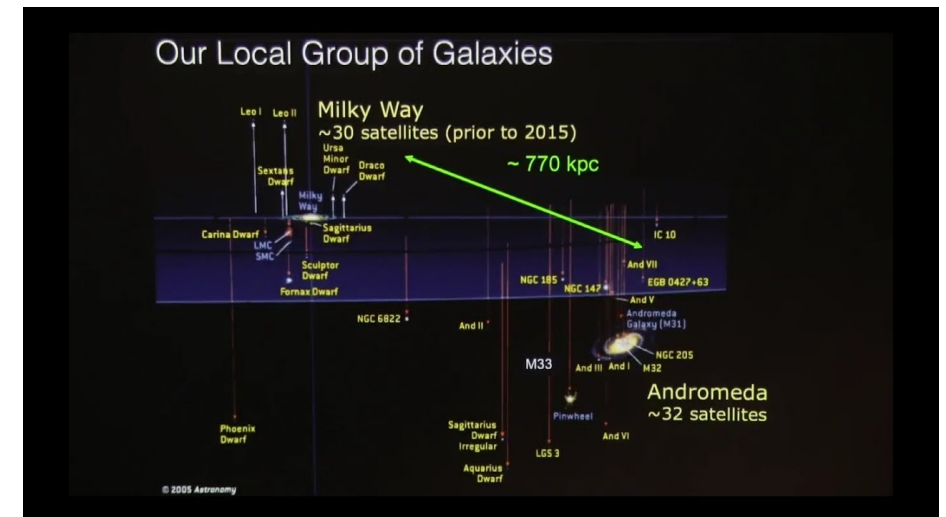 Our Local Group of Galaxies
Leo I
Leo II
Milky Way
~30 satellites (prior to 2015)
Ursa
Minor
Dwarf
Draco
Dwarf
~ 770 kpc
Sextans
Dwarf
Milky
Way
Carina Dwarf
LMC
SMC
Sagittarius
Dwarf
IC 10
Sculptor
Dwarf
Fornax Dwarf
NGC 185
NGC 147
And VII
EGB 0427+63
And V
NGC 6822
And II
Andromeda
Galaxy (M31)
M33
And III
And I
NGC 205
M32
Andromeda
~32 satellites
Pinwheel
Phoenix
Dwarf
Sagittarius
Dwarf
Irregular
And VI
LGS 3
Aquarius
Dwarf
© 2005 Astronomy